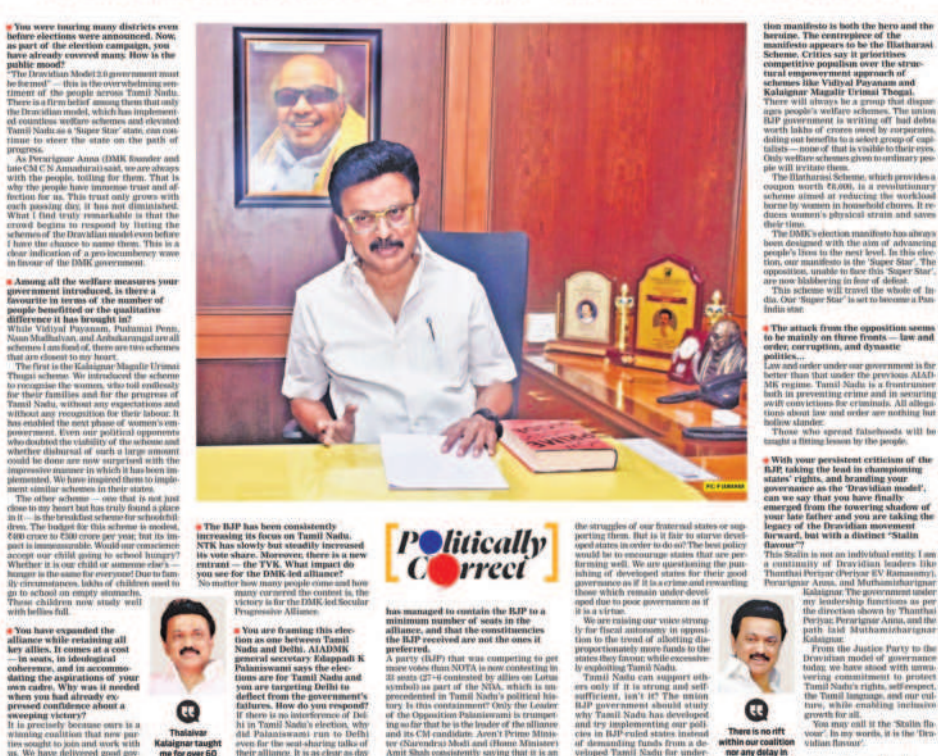 ● You were touring many districts even
before elections were announced. Now,
as part of the election campaign, you
have already covered many. How is the
public mood?
"The Dravidian Model 2.0 government must
be formed" — this is the overwhelming sen-
timent of the people across Tamil Nadu.
There is a firm belief among them that only
the Dravidian model, which has implement-
ed countless welfare schemes and elevated
Tamil Nadu as a 'Super Star' state, can con-
tinue to steer the state on the path of
progress.
As Perarignar Anna (DMK founder and
late CM C N Annadurai) said, we are always
with the people, toiling for them. That is
why the people have immense trust and af-
fection for us. This trust only grows with
each passing day, it has not diminished.
What I find truly remarkable is that the
crowd begins to respond by listing the
schemes of the Dravidian model even before
I have the chance to name them. This is a
clear indication of a pro-incumbency wave
in favour of the DMK government.
● Among all the welfare measures your
government introduced, is there a
favourite in terms of the number of
people benefitted or the qualitative
difference it has brought in?
While Vidiyal Payanam, Pudumai Penn,
Naan Mudhalvan, and Anbukarangal are all
schemes I am fond of, there are two schemes
that are closest to my heart.
The first is the Kalaignar Magalir Urimai
Thogai scheme. We introduced the scheme
to recognise the women, who toil endlessly
for their families and for the progress of
Tamil Nadu, without any expectations and
without any recognition for their labour. It
has enabled the next phase of women's em-
powerment. Even our political opponents
who doubted the viability of the scheme and
whether disbursal of such a large amount
could be done are now surprised with the
impressive manner in which it has been im-
plemented. We have inspired them to imple-
ment similar schemes in their states.
The other scheme — one that is not just
close to my heart but has truly found a place
in it — is the breakfast scheme for schoolchil-
dren. The budget for this scheme is modest,
₹400 crore to ₹500 crore per year, but its im-
pact is immeasurable. Would our conscience
accept our child going to school hungry?
Whether it is our child or someone else's —
hunger is the same for everyone! Due to fam-
ily circumstances, lakhs of children used to
go to school on empty stomachs.
These children now study well
with bellies full.
● You have expanded the
alliance while retaining all
key allies. It comes at a cost
— in seats, in ideological
coherence, and in accommo-
dating the aspirations of your
own cadre. Why was it needed
when you had already ex-
pressed confidence about a
sweeping victory?
It is precisely because ours is a
winning coalition that new par-
ties sought to join and work with
us. We have delivered good gov-
Thalaivar
Kalaignar taught
me for over 60
PRIME
● The BJP has been consistently
increasing its focus on Tamil Nadu.
NTK has slowly but steadily increased
its vote share. Moreover, there is a new
entrant — the TVK. What impact do
you see for the DMK-led alliance?
No matter how many people come and how
many cornered the contest is, the
victory is for the DMK-led Secular
Progressive Alliance.
● You are framing this elec-
tion as one between Tamil
Nadu and Delhi. AIADMK
general secretary Edappadi K
Palaniswami says the elec-
tions are for Tamil Nadu and
you are targeting Delhi to
deflect from the government's
failures. How do you respond?
If there is no interference of Del-
hi in Tamil Nadu's election, why
did Palaniswami run to Delhi
even for the seat-sharing talks of
their alliance. It is as clear as day
Politically
Correct
has managed to contain the BJP to a
minimum number of seats in the
alliance, and that the constituencies
the BJP received are not the ones it
preferred.
A party (BJP) that was competing to get
more votes than NOTA is now contesting in
33 seats (27+6 contested by allies on Lotus
symbol) as part of the NDA, which is un-
precedented in Tamil Nadu's political his-
tory. Is this containment? Only the Leader
of the Opposition Palaniswami is trumpet-
ing so far that he is the leader of the alliance
and its CM candidate. Aren't Prime Minis-
ter (Narendra) Modi and (Home Minister)
Amit Shah consistently saying that it is an
the struggles of our fraternal states or sup-
porting them. But is it fair to starve devel-
oped states in order to do so? The best policy
would be to encourage states that are per-
forming well. We are questioning the pun-
ishing of developed states for their good
governance as if it is a crime and rewarding
those which remain under-devel-
oped due to poor governance as if
it is a virtue.
We are raising our voice strong-
ly for fiscal autonomy in opposi-
tion to the trend of allotting dis-
proportionately more funds to the
states they favour while excessive-
ly exploiting Tamil Nadu.
Tamil Nadu can support oth-
ers only if it is strong and self-
sufficient, isn't it? The union
BJP government should study
why Tamil Nadu has developed
and try implementing our poli-
cies in BJP-ruled states instead
of demanding funds from a de-
veloped Tamil Nadu for under-
There is no rift
within our coalition
nor any delay in
tion manifesto is both the hero and the
heroine. The centrepiece of the
manifesto appears to be the Illatharasi
Scheme. Critics say it prioritises
competitive populism over the struc-
tural empowerment approach of
schemes like Vidiyal Payanam and
Kalaignar Magalir Urimai Thogai.
There will always be a group that dispar-
ages people's welfare schemes. The union
BJP government is writing off bad debts
worth lakhs of crores owed by corporates,
doling out benefits to a select group of capi-
talists — none of that is visible to their eyes.
Only welfare schemes given to ordinary peo-
ple will irritate them.
The Illatharasi Scheme, which provides a
coupon worth ₹8,000, is a revolutionary
scheme aimed at reducing the workload
borne by women in household chores. It re-
duces women's physical strain and saves
their time.
The DMK's election manifesto has always
been designed with the aim of advancing
people's lives to the next level. In this elec-
tion, our manifesto is the 'Super Star'. The
opposition, unable to face this 'Super Star',
are now blabbering in fear of defeat.
This scheme will travel the whole of In-
dia. Our 'Super Star' is set to become a Pan-
India star.
● The attack from the opposition seems
to be mainly on three fronts — law and
order, corruption, and dynastic
politics...
Law and order under our government is far
better than that under the previous AIAD-
MK regime. Tamil Nadu is a frontrunner
both in preventing crime and in securing
swift convictions for criminals. All allega-
tions about law and order are nothing but
hollow slander.
Those who spread falsehoods will be
taught a fitting lesson by the people.
● With your persistent criticism of the
BJP, taking the lead in championing
states' rights, and branding your
governance as the 'Dravidian model',
can we say that you have finally
emerged from the towering shadow of
your late father and you are taking the
legacy of the Dravidian movement
forward, but with a distinct "Stalin
flavour"?
This Stalin is not an individual entity. I am
a continuity of Dravidian leaders like
Thanthai Periyar (Periyar EV Ramasamy),
Perarignar Anna, and Muthamizharignar
Kalaignar. The government under
my leadership functions as per
the direction shown by Thanthai
Periyar, Perarignar Anna, and the
path laid Muthamizharignar
Kalaignar.
From the Justice Party to the
Dravidian model of governance
today, we have stood with unwa-
vering commitment to protect
Tamil Nadu's rights, self-respect,
the Tamil language, and our cul-
ture, while enabling inclusive
growth for all.
You may call it the 'Stalin fla-
vour'. In my words, it is the 'Dra-
vidian flavour'.